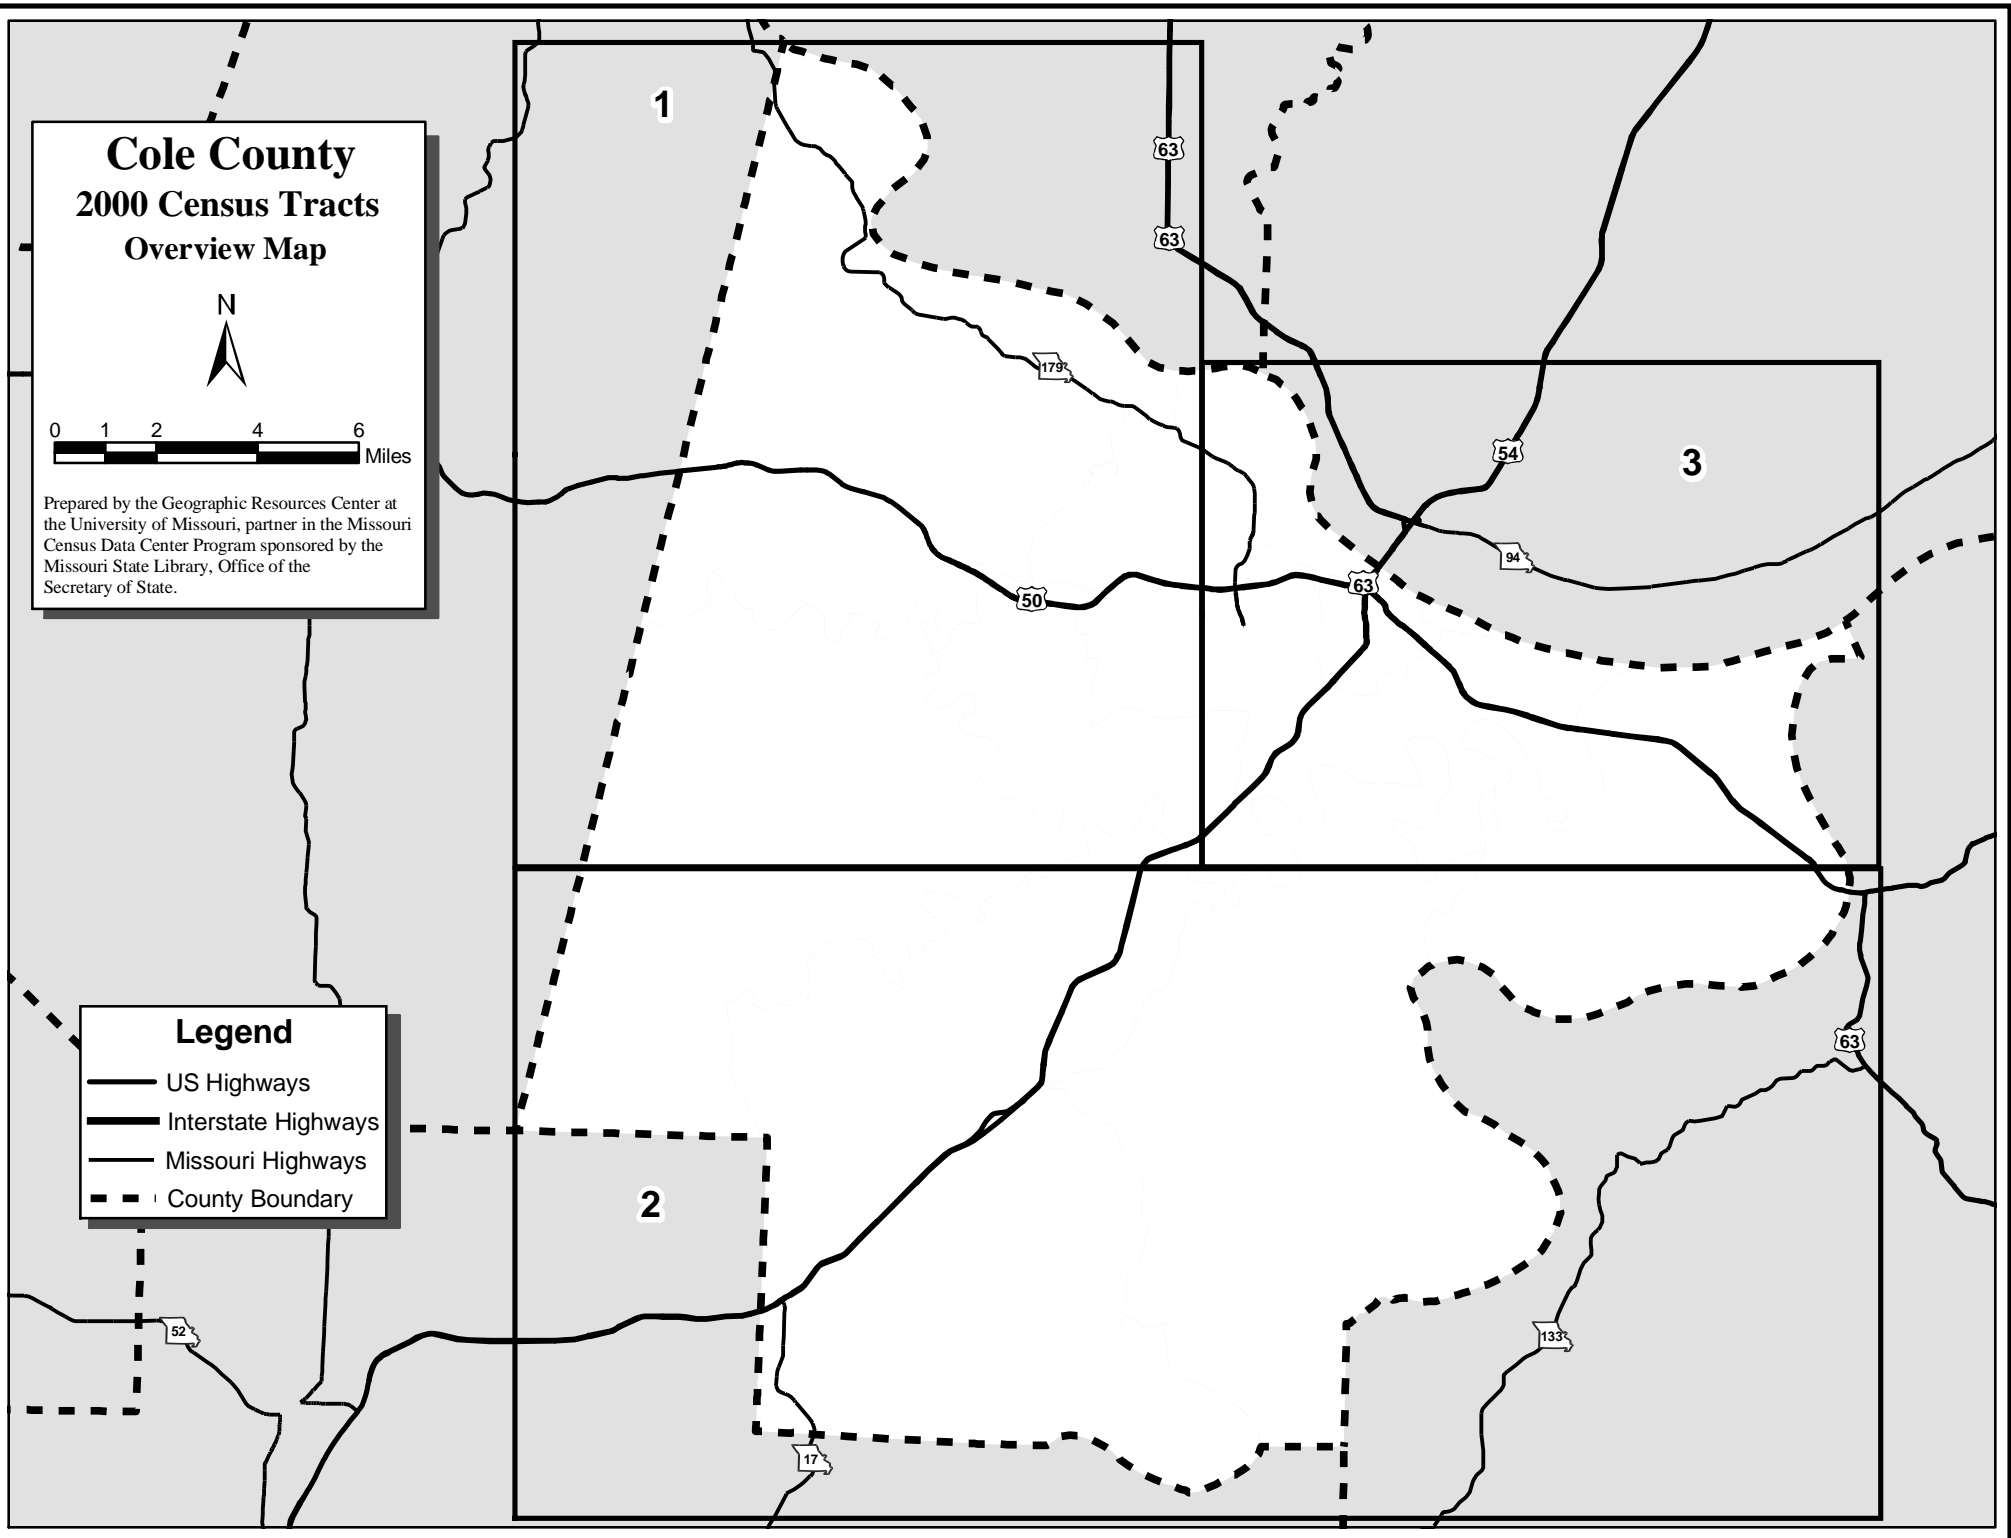 Cole County
2000 Census Tracts
Overview Map
N
0 1 2 4 6
Miles
Prepared by the Geographic Resources Center at
the University of Missouri, partner in the Missouri
Census Data Center Program sponsored by the
Missouri State Library, Office of the
Secretary of State.
1
63
63
179
54
3
94
50
63
63
2
52
133
17
Legend
US Highways
Interstate Highways
Missouri Highways
County Boundary